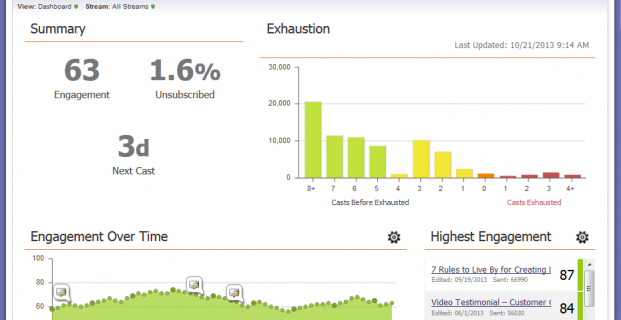 View: Dashboard Stream: All Streams
Summary
63
Engagement
1.6%
Unsubscribed
3d
Next Cast
Exhaustion
Last Updated: 10/21/2013 9:14 AM
30,000
20,000
10,000
0
8+ 7 6 5 4 3 2 1 0 1 2 3 4+
Casts Before Exhausted Casts Exhausted
Engagement Over Time
100
80
60
Highest Engagement
7 Rules to Live By for Creating
87
Edited: 09/19/2013 Sent: 66990
Video Testimonial – Customer
84
Edited: 06/1/2013 Sent: 56030